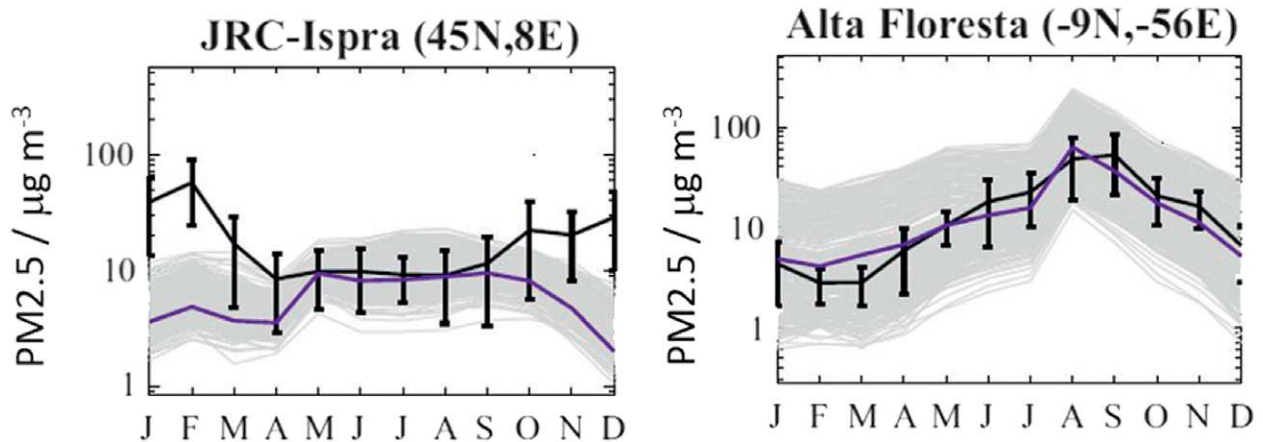 JRC-Ispra (45N,8E)
PM2.5 / μg m-3
100
10
1
J F M A M J J A S O N D
Alta Floresta (-9N,-56E)
PM2.5 / μg m-3
100
10
1
J F M A M J J A S O N D